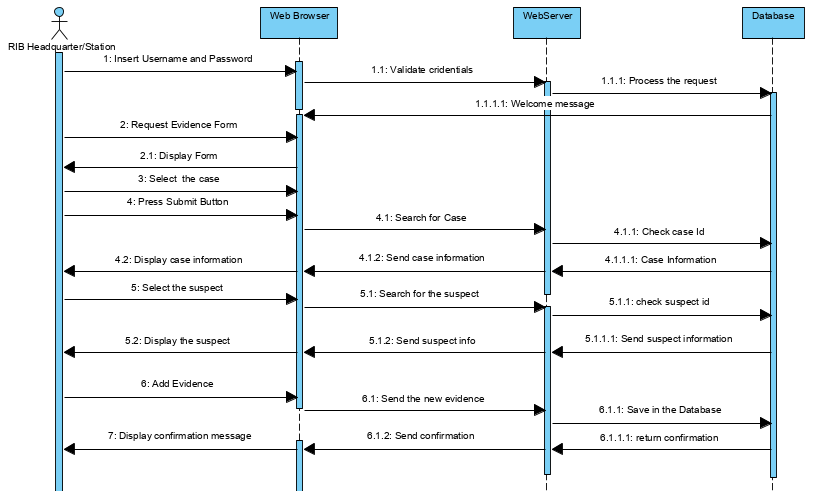 Web Browser
WebServer
Database
RIB Headquarter/Station
1: Insert Username and Password
1.1: Validate cridentials
1.1.1: Process the request
1.1.1.1: Welcome message
2: Request Evidence Form
2.1: Display Form
3: Select the case
4: Press Submit Button
4.1: Search for Case
4.1.1: Check case Id
4.2: Display case information
4.1.2: Send case information
4.1.1.1: Case Information
5: Select the suspect
5.1: Search for the suspect
5.1.1: check suspect id
5.2: Display the suspect
5.1.2: Send suspect info
5.1.1.1: Send suspect information
6: Add Evidence
6.1: Send the new evidence
6.1.1: Save in the Database
7: Display confirmation message
6.1.2: Send confirmation
6.1.1.1: return confirmation